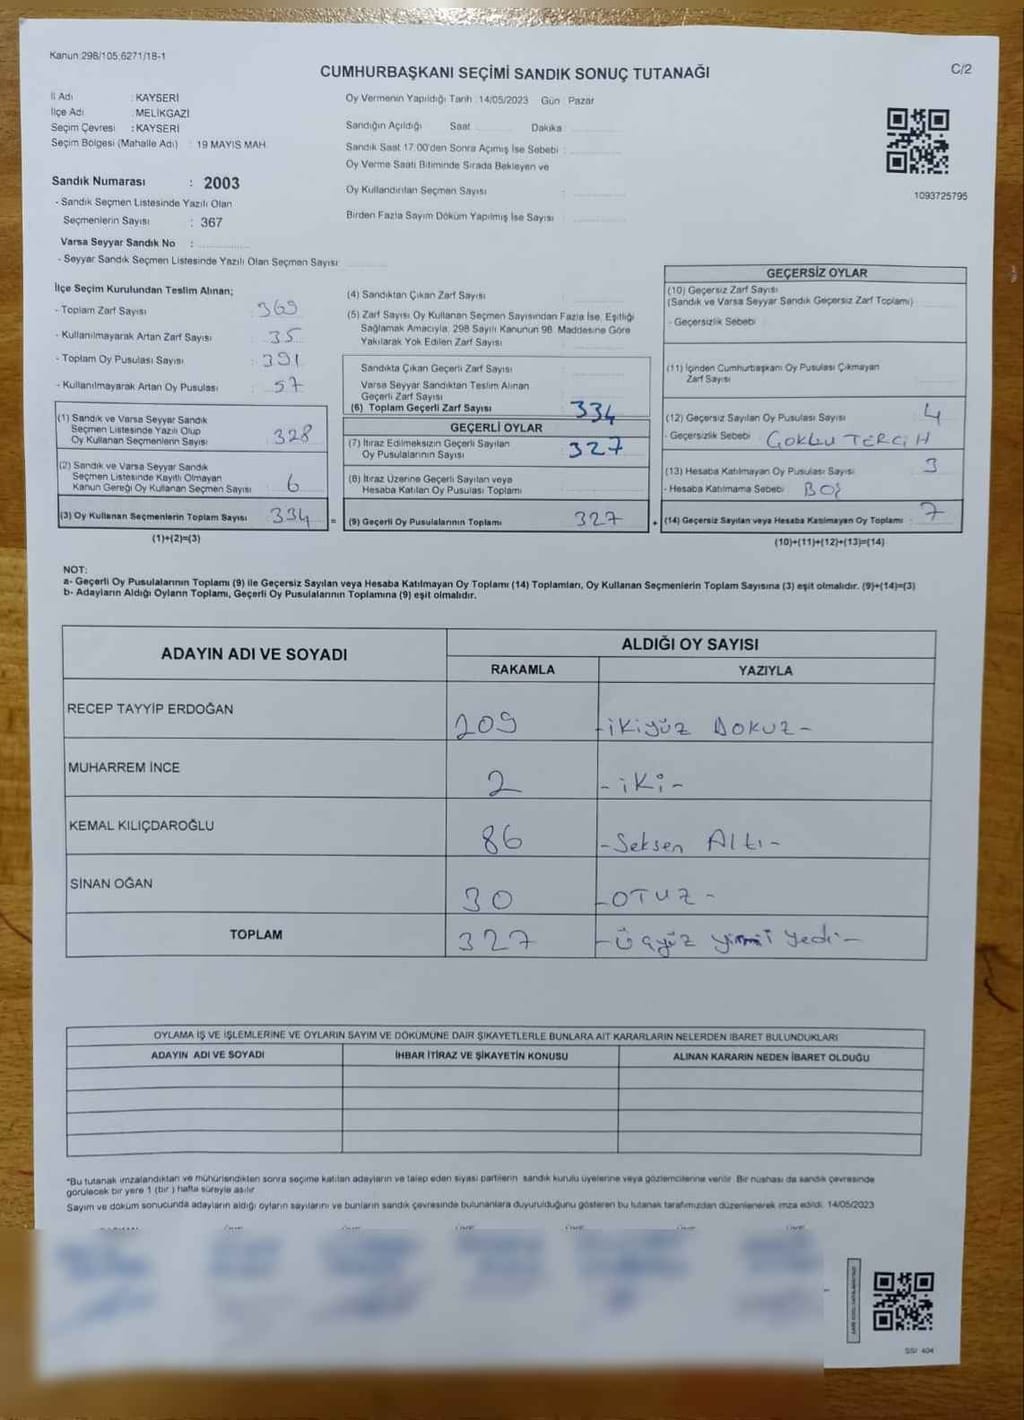 Kanun:298/105,6271/18-1
CUMHURBAŞKANI SEÇİMİ SANDIK SONUÇ TUTANAĞI
C/2
İl Adı : KAYSERİ
İlçe Adı : MELİKGAZİ
Seçim Çevresi : KAYSERİ
Seçim Bölgesi (Mahalle Adı) : 19 MAYIS MAH.
Sandık Numarası : 2003
- Sandık Seçmen Listesinde Yazılı Olan
Seçmenlerin Sayısı : 367
Varsa Seyyar Sandık No :
- Seyyar Sandık Seçmen Listesinde Yazılı Olan Seçmen Sayısı
Oy Vermenin Yapıldığı Tarih : 14/05/2023 Gün : Pazar
Sandığın Açıldığı Saat Dakika
Sandık Saat 17:00'den Sonra Açımış İse Sebebi :
Oy Verme Saati Bitiminde Sırada Bekleyen ve
Oy Kullandırılan Seçmen Sayısı :
Birden Fazla Sayım Döküm Yapılmış İse Sayısı :
1093725795
İlçe Seçim Kurulundan Teslim Alınan;
- Toplam Zarf Sayısı : 369
- Kullanılmayarak Artan Zarf Sayısı : 35
- Toplam Oy Pusulası Sayısı : 391
- Kullanılmayarak Artan Oy Pusulası : 57
(1) Sandık ve Varsa Seyyar Sandık
Seçmen Listesinde Yazılı Olup
Oy Kullanan Seçmenlerin Sayısı 328
(2) Sandık ve Varsa Seyyar Sandık
Seçmen Listesinde Kayıtlı Olmayan
Kanun Gereği Oy Kullanan Seçmen Sayısı 6
(3) Oy Kullanan Seçmenlerin Toplam Sayısı 334 =
(1)+(2)=(3)
(4) Sandıktan Çıkan Zarf Sayısı
(5) Zarf Sayısı Oy Kullanan Seçmen Sayısından Fazla İse, Eşitliği
Sağlamak Amacıyla, 298 Sayılı Kanunun 98. Maddesine Göre
Yakılarak Yok Edilen Zarf Sayısı
Sandıkta Çıkan Geçerli Zarf Sayısı
Varsa Seyyar Sandıktan Teslim Alınan
Geçerli Zarf Sayısı
(6) Toplam Geçerli Zarf Sayısı 334
GEÇERLİ OYLAR
(7) İtiraz Edilmeksizin Geçerli Sayılan
Oy Pusulalarının Sayısı 327
(8) İtiraz Üzerine Geçerli Sayılan veya
Hesaba Katılan Oy Pusulası Toplamı
(9) Geçerli Oy Pusulalarının Toplamı 327 +
GEÇERSİZ OYLAR
(10) Geçersiz Zarf Sayısı
(Sandık ve Varsa Seyyar Sandık Geçersiz Zarf Toplamı)
- Geçersizlik Sebebi
(11) İçinden Cumhurbaşkanı Oy Pusulası Çıkmayan
Zarf Sayısı
(12) Geçersiz Sayılan Oy Pusulası Sayısı 4
- Geçersizlik Sebebi : ÇOKLU TERCİH
(13) Hesaba Katılmayan Oy Pusulası Sayısı 3
- Hesaba Katılmama Sebebi BOŞ
(14) Geçersiz Sayılan veya Hesaba Katılmayan Oy Toplamı 7
(10)+(11)+(12)+(13)=(14)
NOT:
a- Geçerli Oy Pusulalarının Toplamı (9) ile Geçersiz Sayılan veya Hesaba Katılmayan Oy Toplamı (14) Toplamları, Oy Kullanan Seçmenlerin Toplam Sayısına (3) eşit olmalıdır. (9)+(14)=(3)
b- Adayların Aldığı Oyların Toplamı, Geçerli Oy Pusulalarının Toplamına (9) eşit olmalıdır.
ADAYIN ADI VE SOYADI ALDIĞI OY SAYISI
RAKAMLA YAZIYLA
RECEP TAYYİP ERDOĞAN 209 - ikiyüz DOKUZ -
MUHARREM İNCE 2 - iKi -
KEMAL KILIÇDAROĞLU 86 - Seksen Altı -
SİNAN OĞAN 30 - OTUZ -
TOPLAM 327 - Üçyüz yirmi yedi -
OYLAMA İŞ VE İŞLEMLERİNE VE OYLARIN SAYIM VE DÖKÜMÜNE DAİR ŞİKAYETLERLE BUNLARA AİT KARARLARIN NELERDEN İBARET BULUNDUKLARI
ADAYIN ADI VE SOYADI İHBAR İTİRAZ VE ŞİKAYETİN KONUSU ALINAN KARARIN NEDEN İBARET OLDUĞU
*Bu tutanak imzalandıktan ve mühürlendikten sonra seçime katılan adayların ve talep eden siyasi partilerin sandık kurulu üyelerine veya gözlemcilerine verilir. Bir nüshası da sandık çevresinde
görülecek bir yere 1 (bir ) hafta süreyle asılır
Sayım ve döküm sonucunda adayların aldığı oyların sayılarını ve bunların sandık çevresinde bulunanlara duyurulduğunu gösteren bu tutanak tarafımızdan düzenlenerek imza edildi. 14/05/2023
SSI: 404